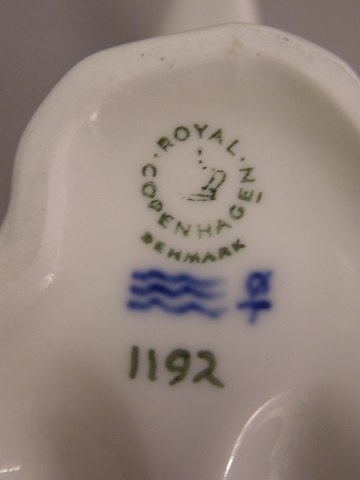 ROYAL
COPENHAGEN
DENMARK
1192